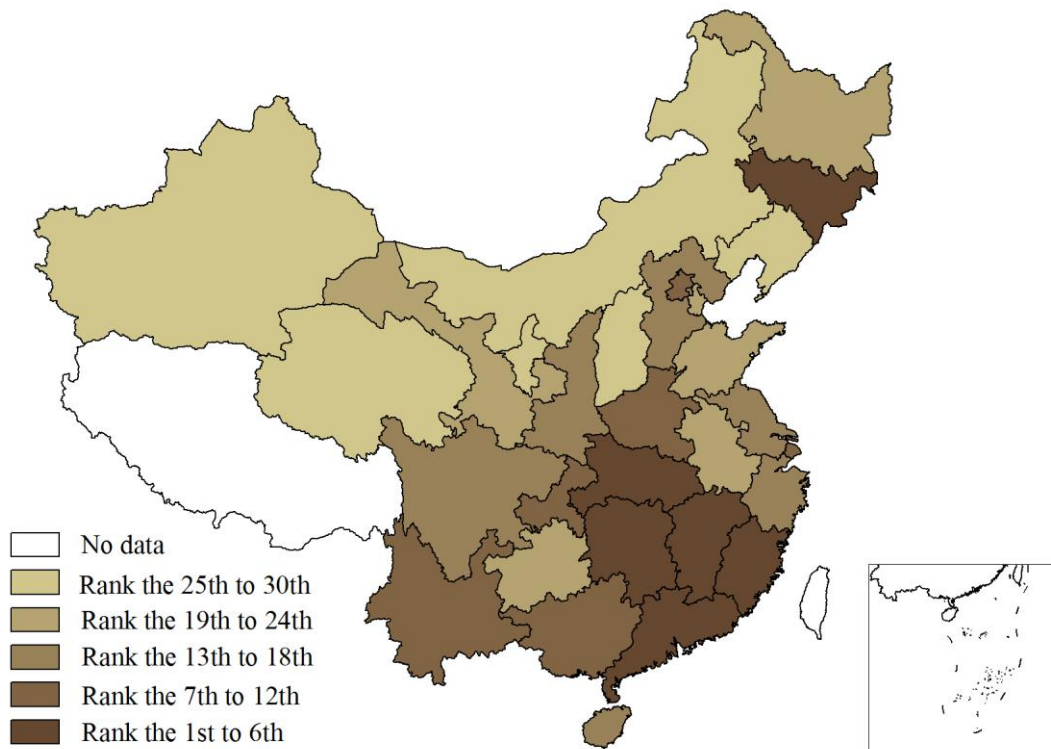 No data
Rank the 25th to 30th
Rank the 19th to 24th
Rank the 13th to 18th
Rank the 7th to 12th
Rank the 1st to 6th